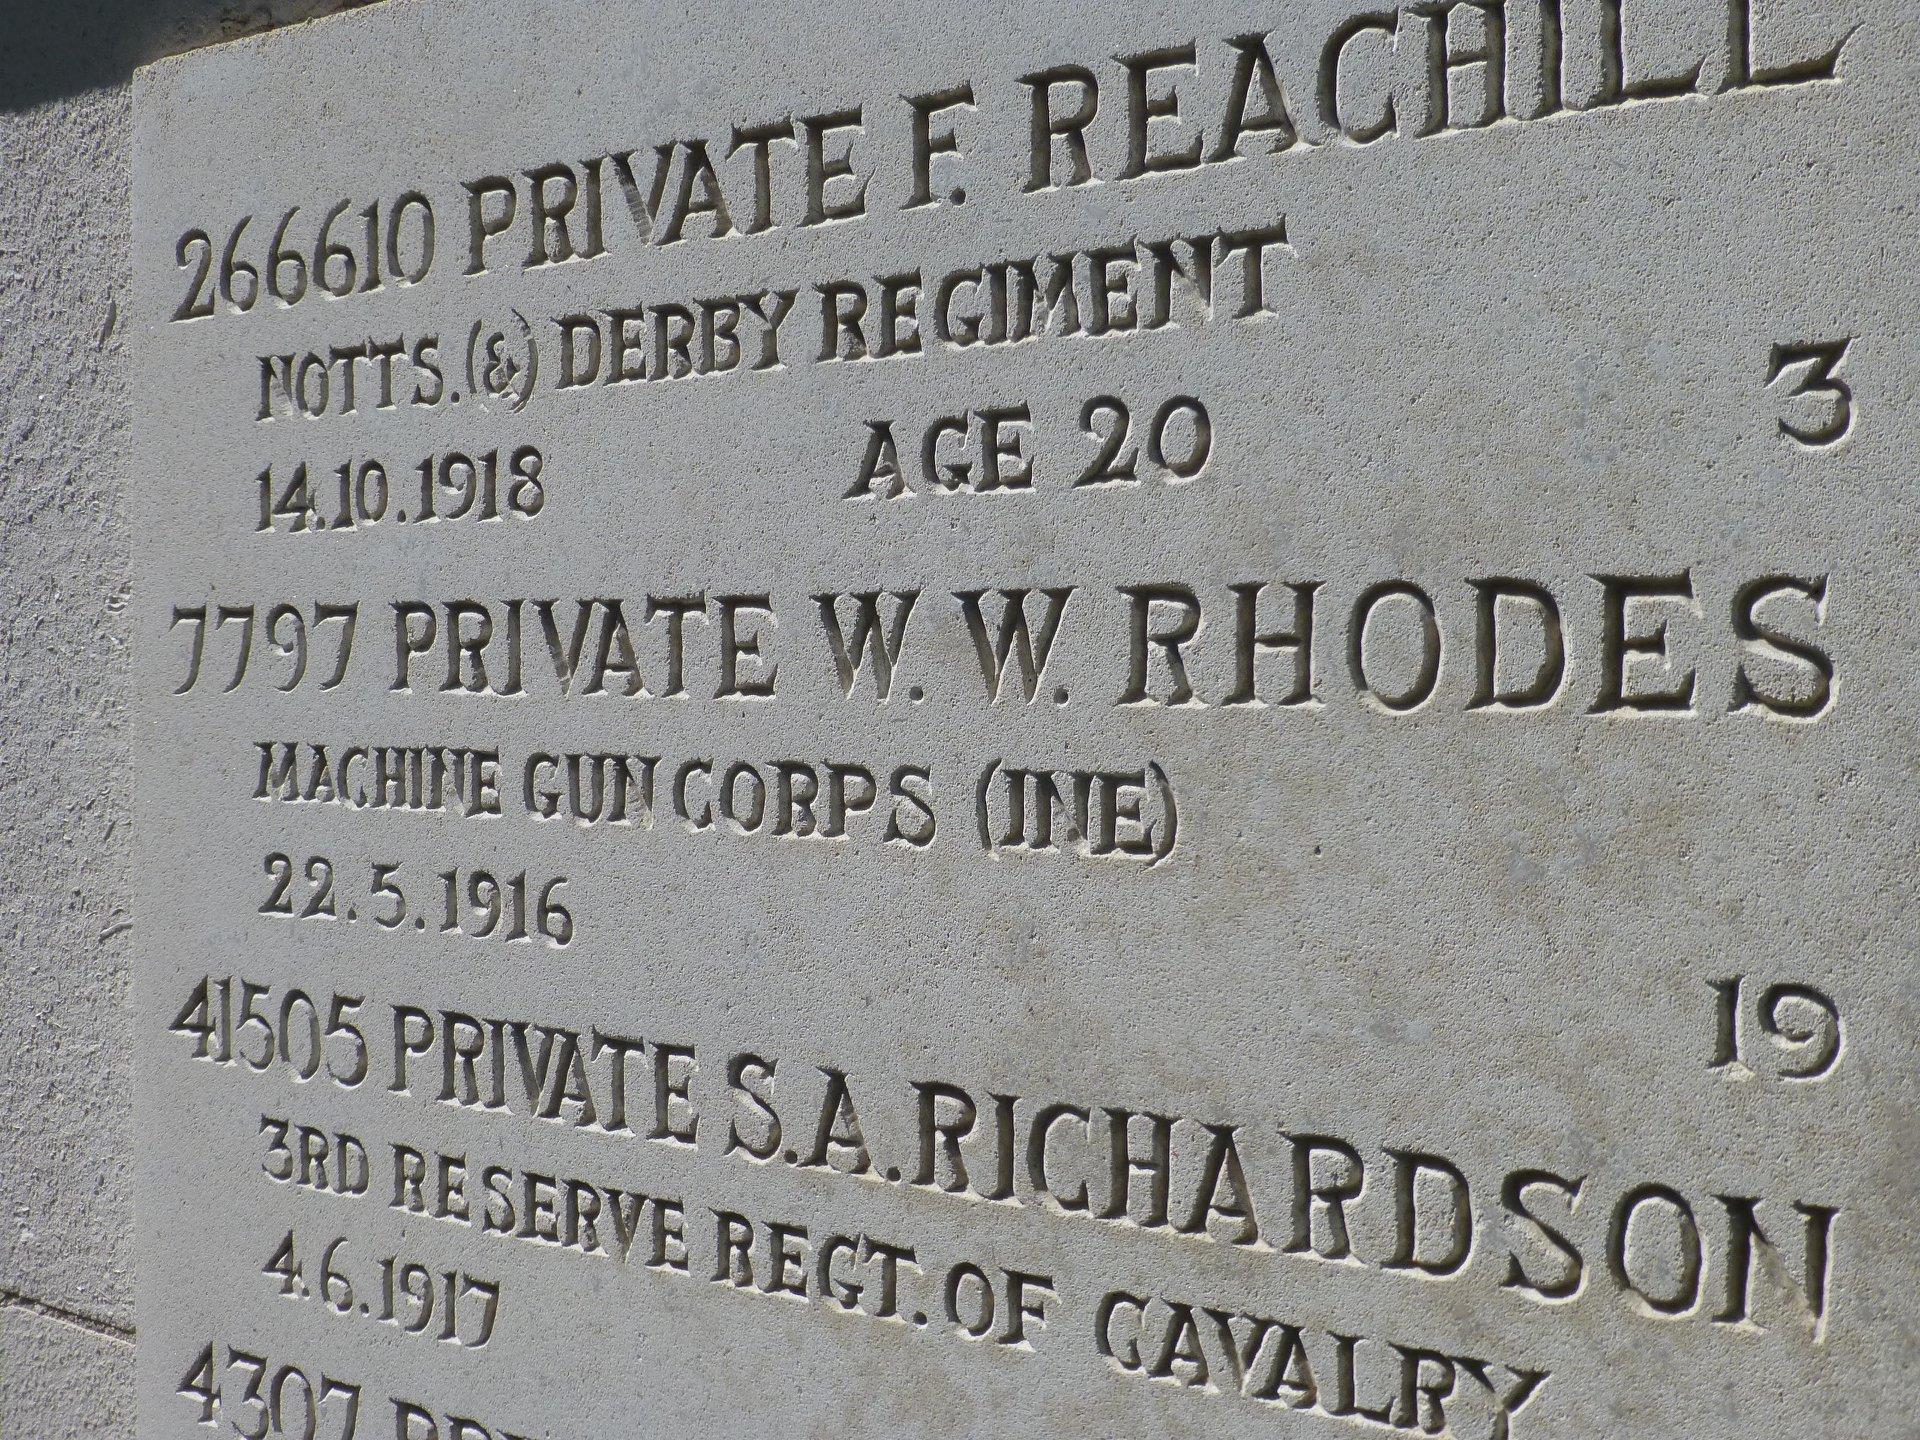 266610 PRIVATE F. REACHILL
NOTTS. (&) DERBY REGIMENT
14.10.1918 AGE 20 3
7797 PRIVATE W. W. RHODES
MACHINE GUN CORPS (INE)
22.5.1916
19
41505 PRIVATE S.A. RICHARDSON
3RD RESERVE REGT. OF CAVALRY
4.6.1917
4307